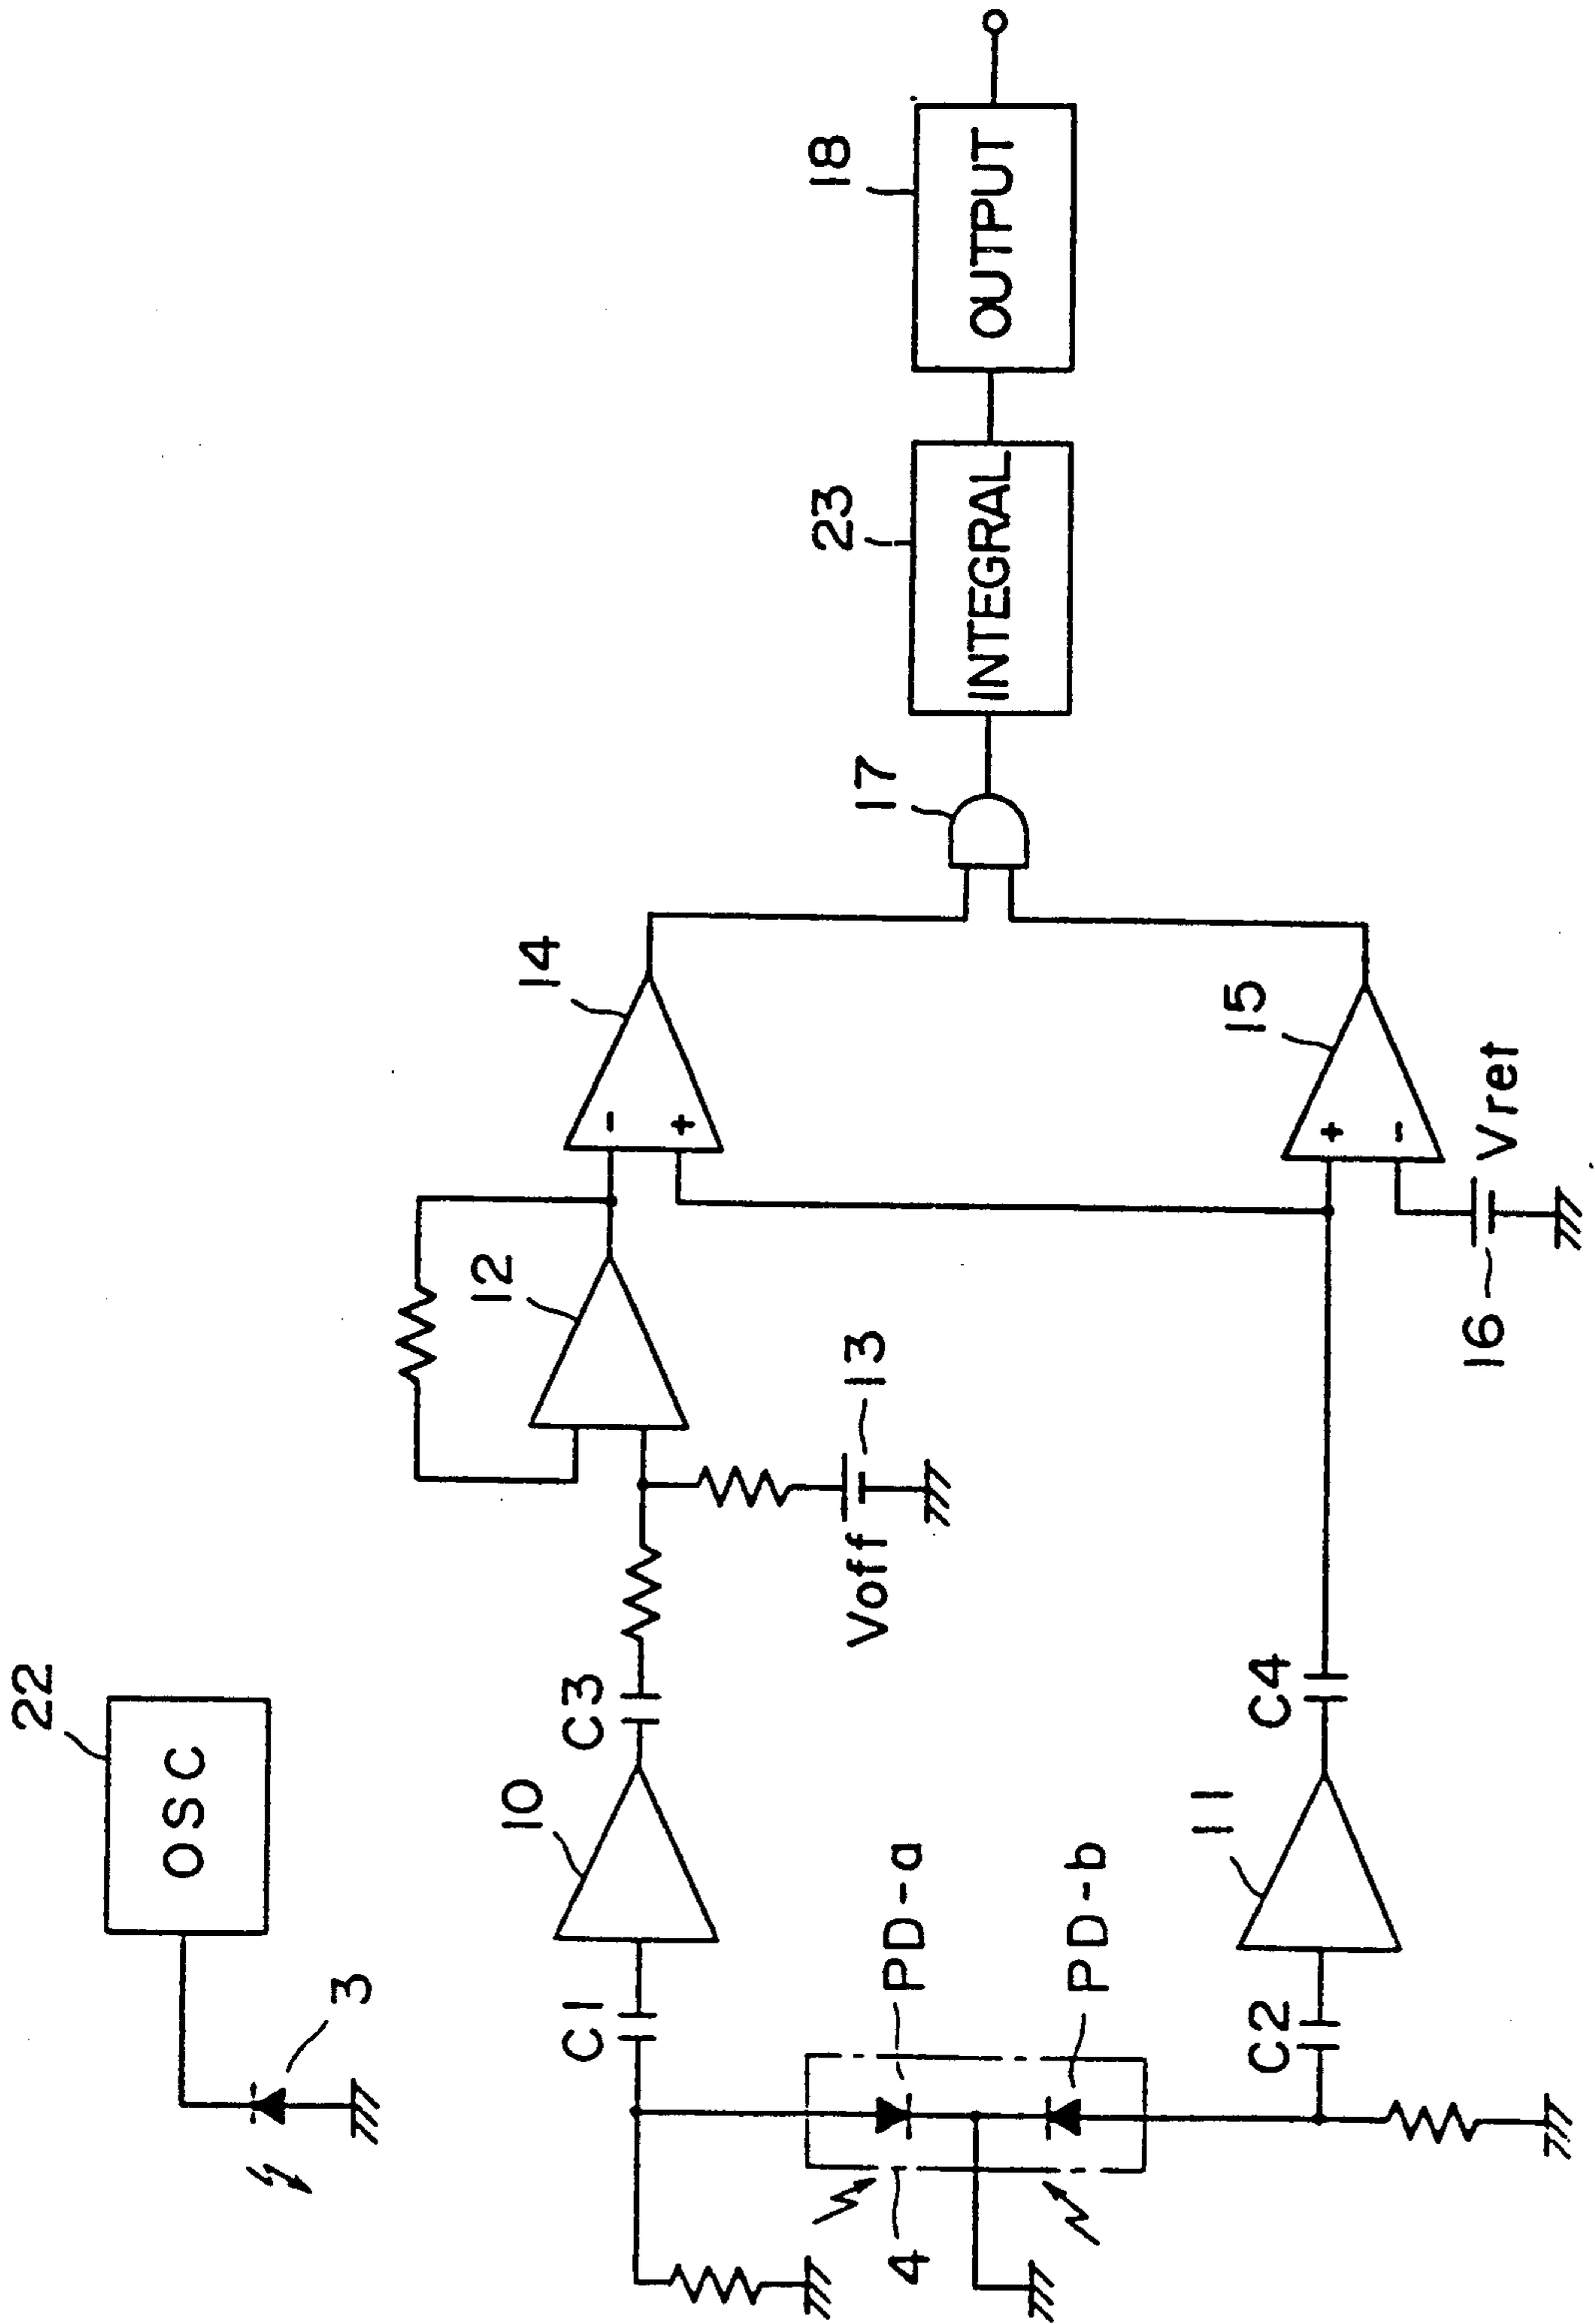 22
OSC
3
C1
10
C3
12
14
Voff
13
17
23
INTEGRAL
18
OUTPUT
4
PD-a
PD-b
C2
11
C4
15
16
Vref
-
+
+
-